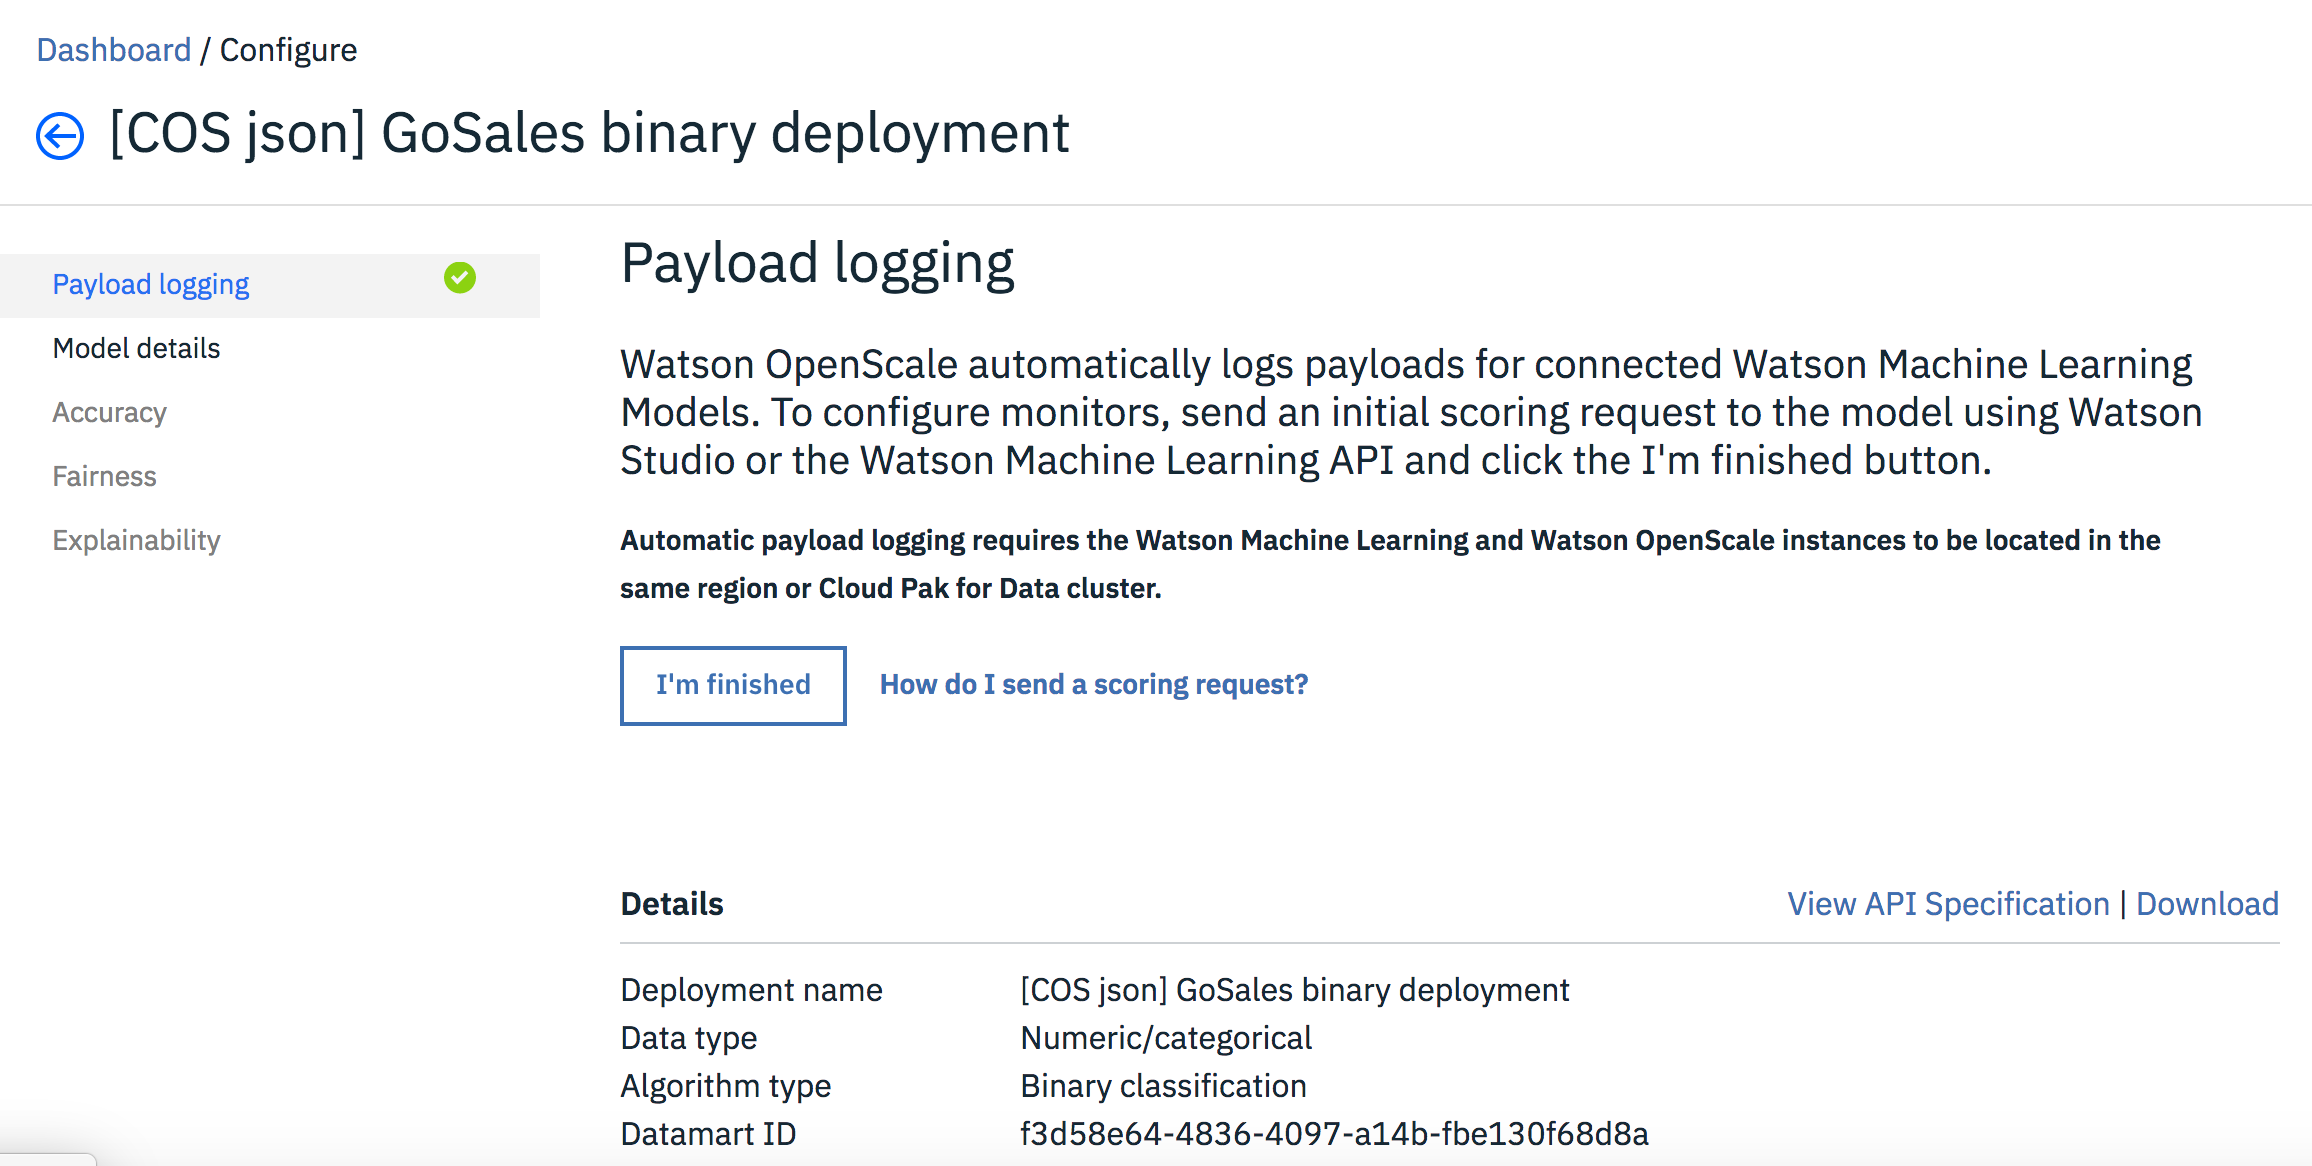 Dashboard / Configure
[COS json] GoSales binary deployment
Payload logging
Model details
Accuracy
Fairness
Explainability
Payload logging
Watson OpenScale automatically logs payloads for connected Watson Machine Learning
Models. To configure monitors, send an initial scoring request to the model using Watson
Studio or the Watson Machine Learning API and click the I'm finished button.
Automatic payload logging requires the Watson Machine Learning and Watson OpenScale instances to be located in the
same region or Cloud Pak for Data cluster.
I'm finished How do I send a scoring request?
Details View API Specification | Download
Deployment name [COS json] GoSales binary deployment
Data type Numeric/categorical
Algorithm type Binary classification
Datamart ID f3d58e64-4836-4097-a14b-fbe130f68d8a